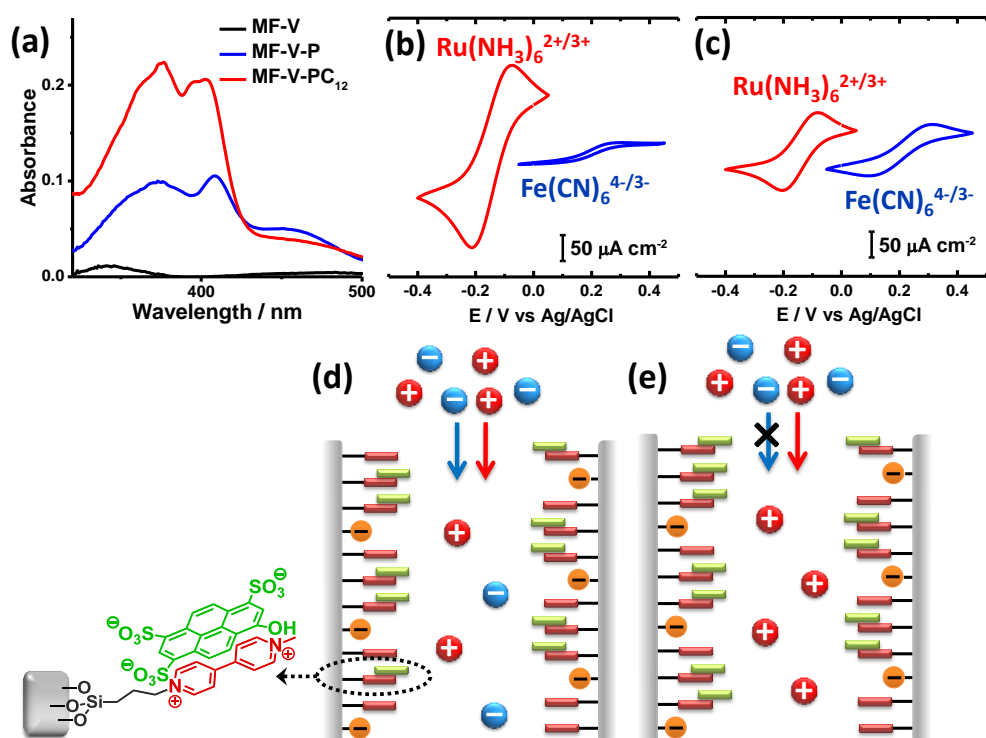 (a)
MF-V
MF-V-P
MF-V-PC₁₂
Absorbance
0.2
0.1
0.0
400
500
Wavelength / nm
(b)
Ru(NH₃)₆²⁺/³⁺
Fe(CN)₆⁴⁻/³⁻
50 μA cm⁻²
-0.4 -0.2 0.0 0.2 0.4
E / V vs Ag/AgCl
(c)
Ru(NH₃)₆²⁺/³⁺
Fe(CN)₆⁴⁻/³⁻
50 μA cm⁻²
-0.4 -0.2 0.0 0.2 0.4
E / V vs Ag/AgCl
(d)
(e)
SO₃⊖
⊖O₃S
OH
⊖O₃S
N⊕
N⊕
O
O Si
O